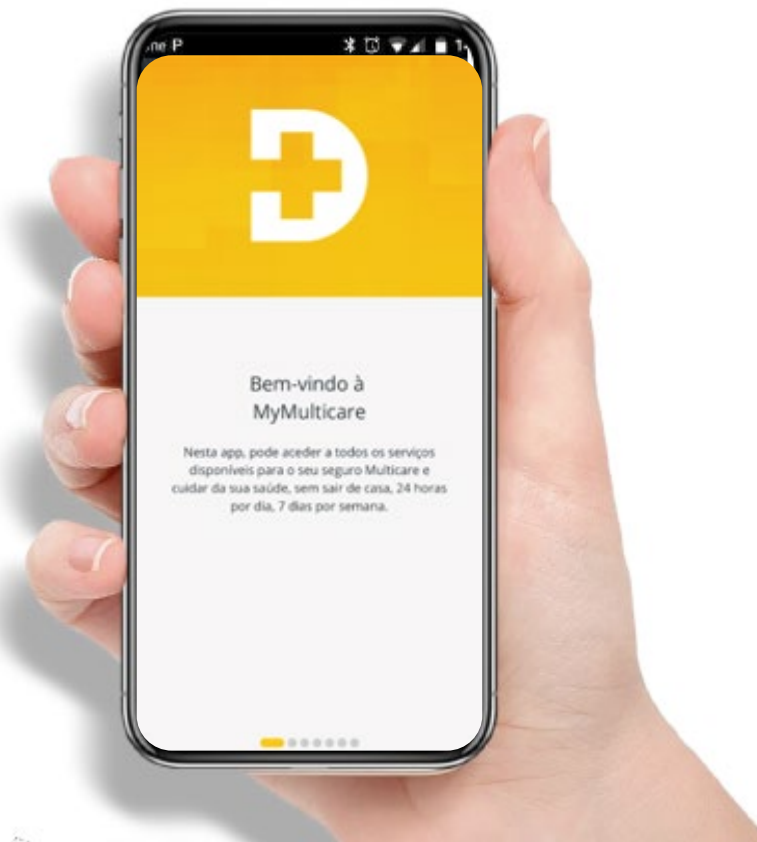 ne P
Bem-vindo à
MyMulticare
Nesta app, pode aceder a todos os serviços
disponíveis para o seu seguro Multicare e
cuidar da sua saúde, sem sair de casa, 24 horas
por dia, 7 dias por semana.